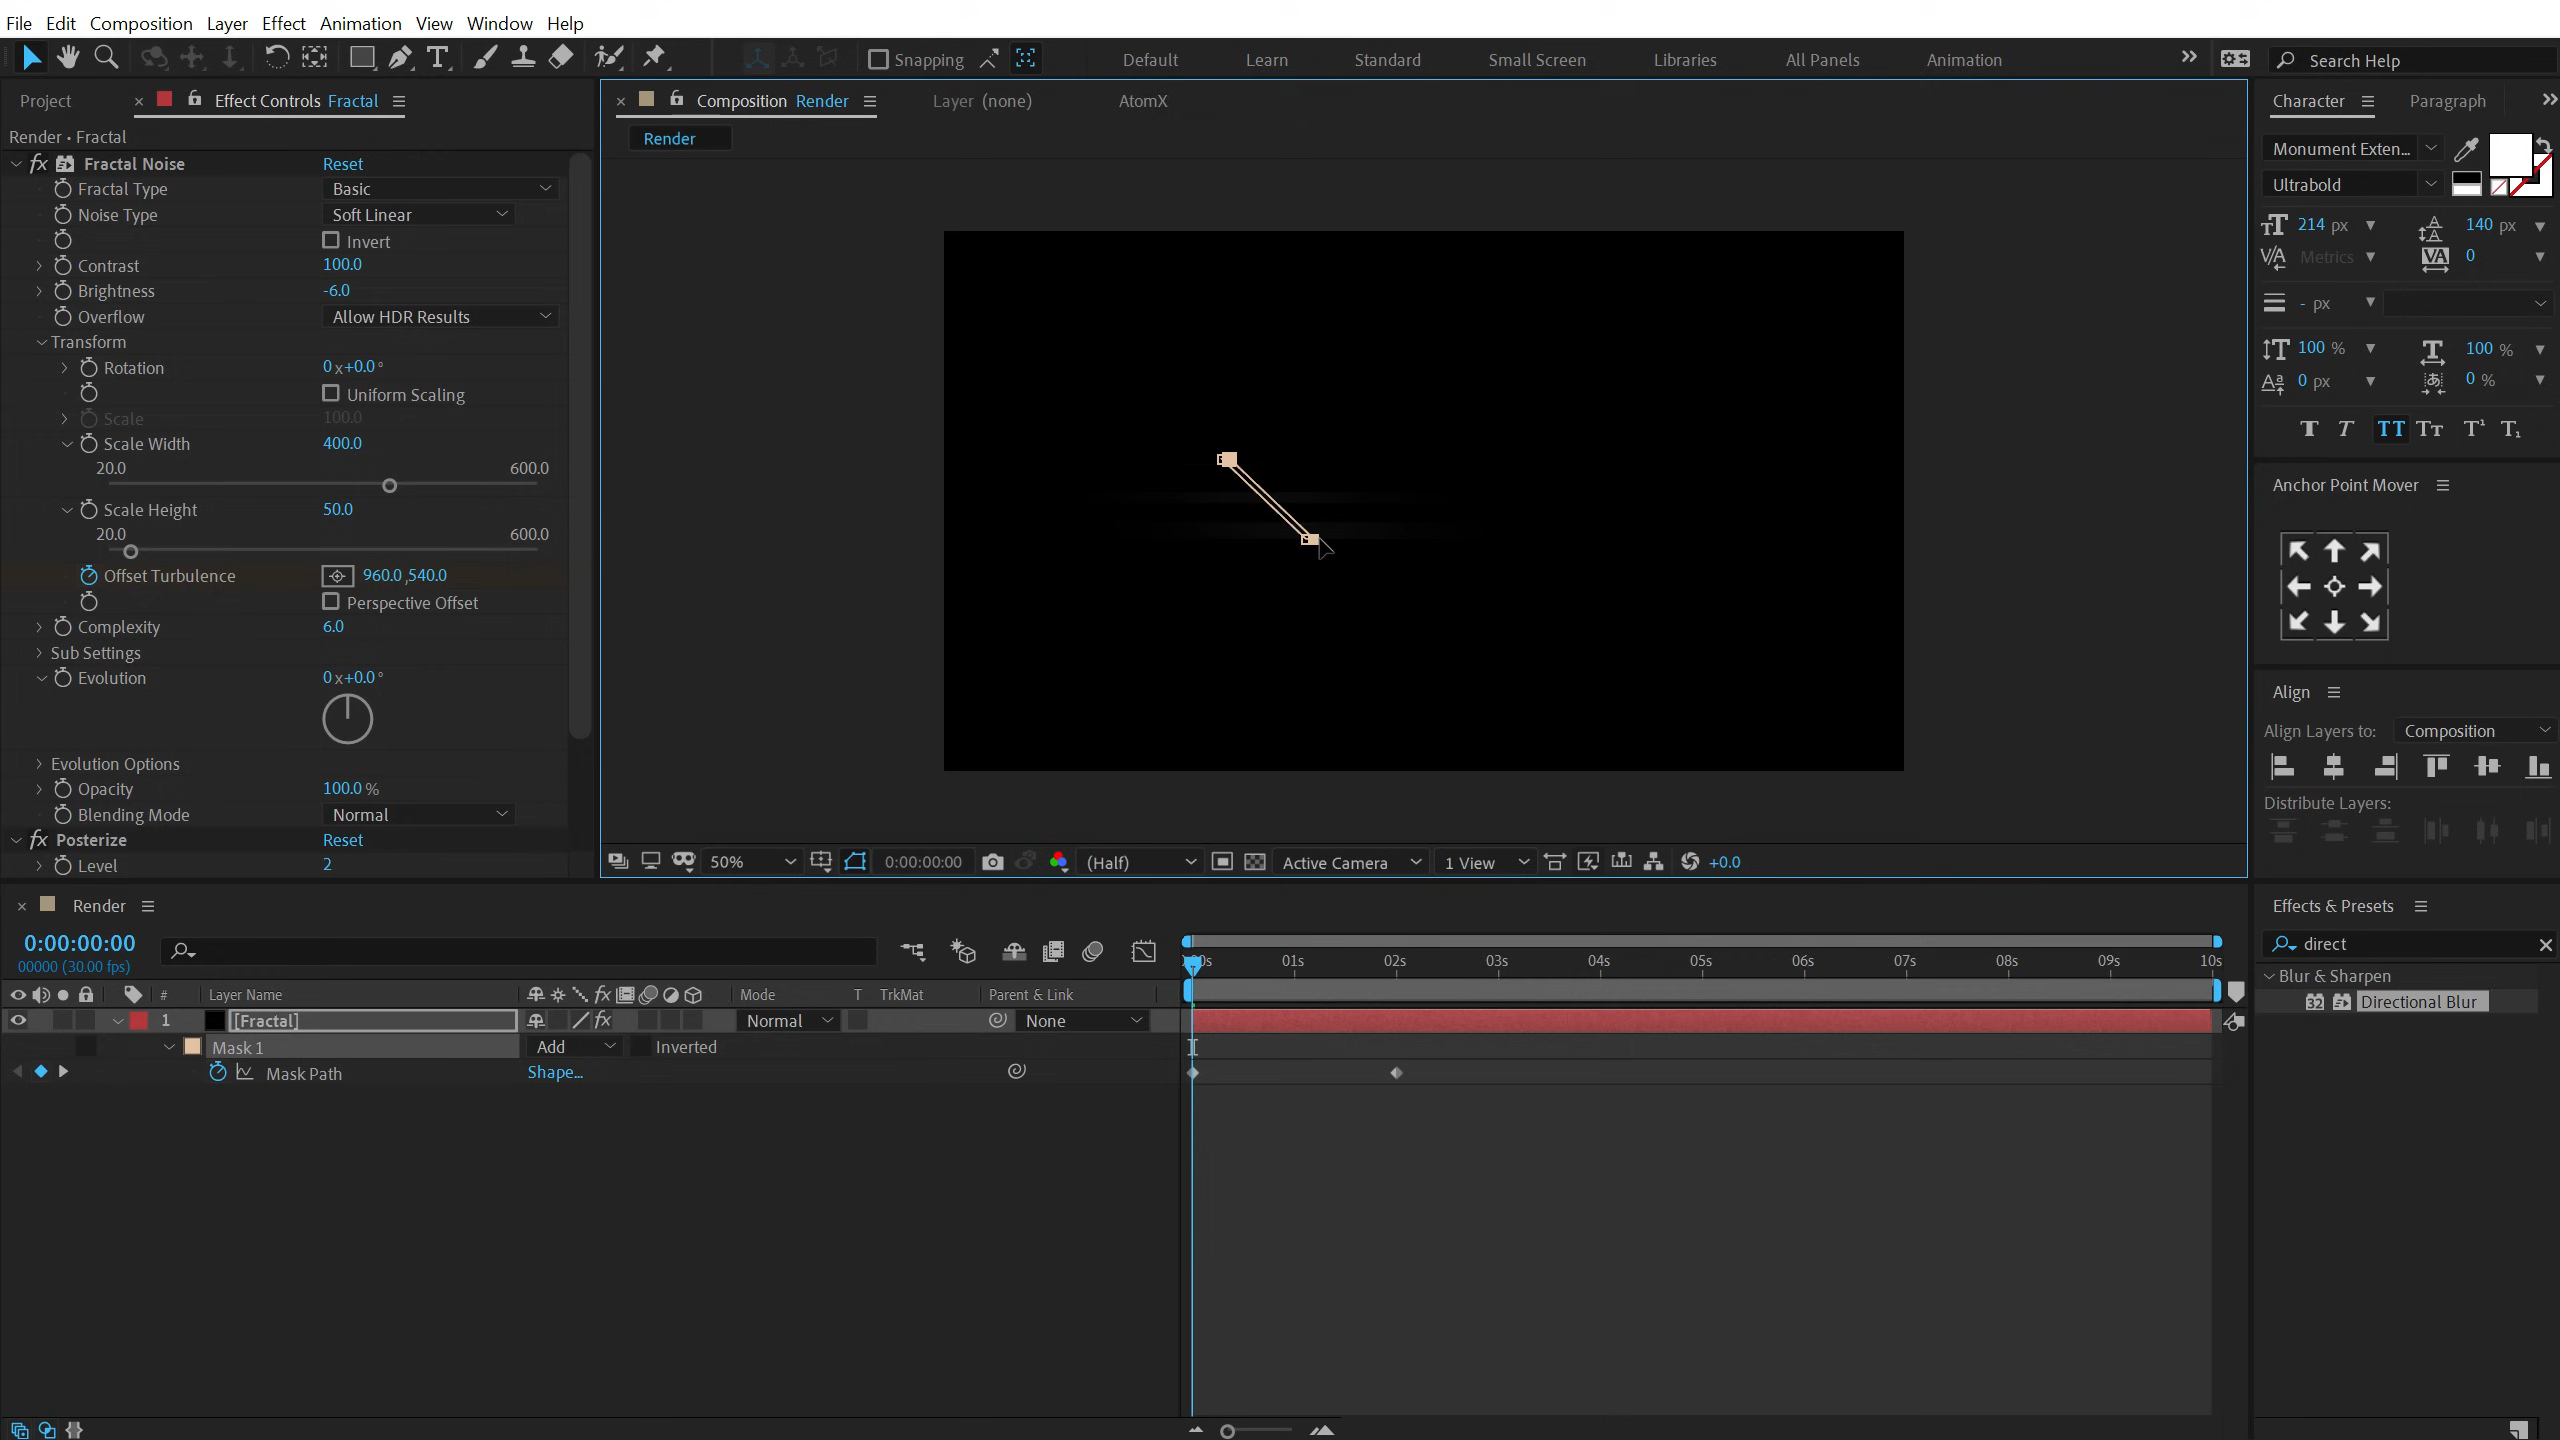 File Edit Composition Layer Effect Animation View Window Help
Snapping Default Learn Standard Small Screen Libraries All Panels Animation Search Help
Project Effect Controls Fractal
Render • Fractal
Fractal Noise Reset
Fractal Type Basic
Noise Type Soft Linear
Invert
Contrast 100.0
Brightness -6.0
Overflow Allow HDR Results
Transform
Rotation 0 x+0.0°
Uniform Scaling
Scale 100.0
Scale Width 400.0
20.0 600.0
Scale Height 50.0
20.0 600.0
Offset Turbulence 960.0 ,540.0
Perspective Offset
Complexity 6.0
Sub Settings
Evolution 0 x+0.0°
Evolution Options
Opacity 100.0 %
Blending Mode Normal
Posterize Reset
Level 2
Composition Render Layer (none) AtomX
Render
50% 0:00:00:00 (Half) Active Camera 1 View +0.0
Character Paragraph
Monument Exten...
Ultrabold
214 px 140 px
Metrics 0
- px
100 % 100 %
0 px 0 %
Anchor Point Mover
Align
Align Layers to: Composition
Distribute Layers:
Effects & Presets
direct
Blur & Sharpen
32 Directional Blur
Render
0:00:00:00
00000 (30.00 fps)
# Layer Name Mode T TrkMat Parent & Link
1 [Fractal] Normal None
Mask 1 Add Inverted
Mask Path Shape...
01s 02s 03s 04s 05s 06s 07s 08s 09s 10s